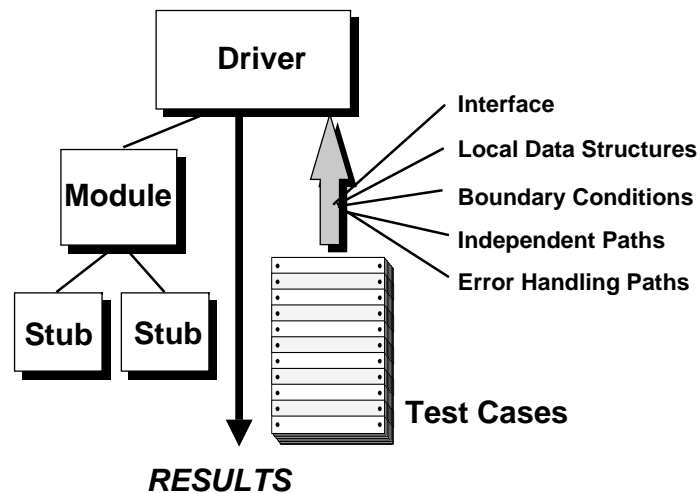 Driver
Interface
Local Data Structures
Module
Boundary Conditions
Independent Paths
Error Handling Paths
Stub
Stub
Test Cases
RESULTS